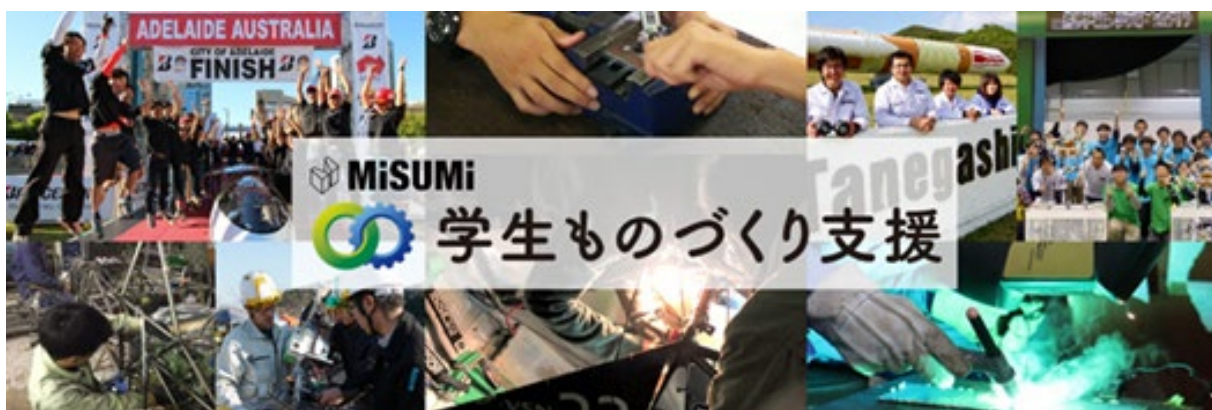 ADELAIDE AUSTRALIA
CITY OF ADELAIDE
FINISH
MiSUMi
学生ものづくり支援
Tanegashi